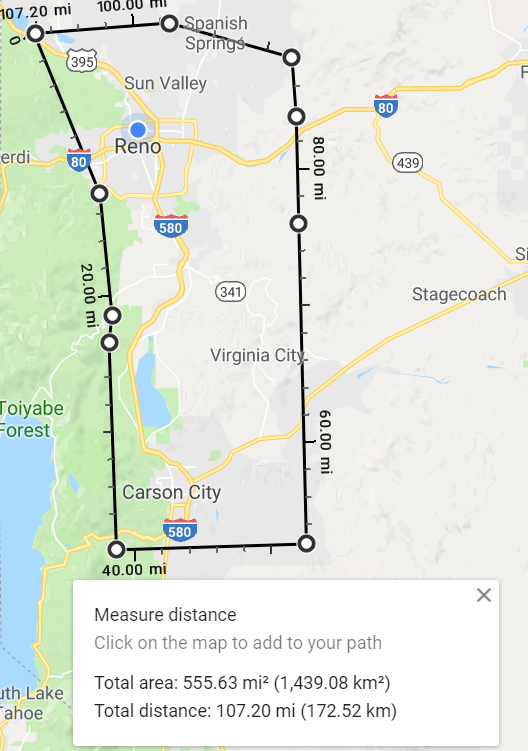 107.20 mi
100.00 mi
0
Spanish
Springs
395
Sun Valley
80
Reno
erdi
80
80.00 mi
439
580
20.00 mi
341
Si
Stagecoach
Virginia City
Toiyabe
Forest
60.00 mi
Carson City
580
40.00 mi
Measure distance
Click on the map to add to your path
Total area: 555.63 mi² (1,439.08 km²)
Total distance: 107.20 mi (172.52 km)
uth Lake
Tahoe
F